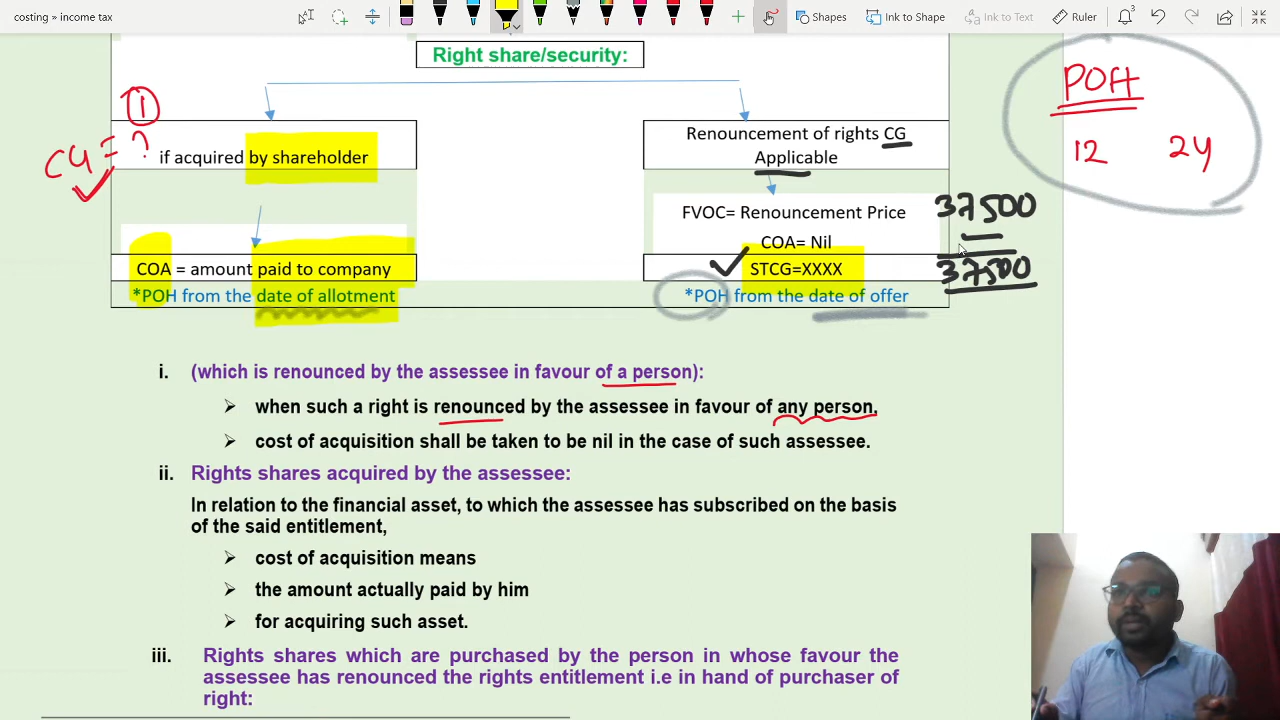 costing » income tax
Shapes
Ink to Shape
Ink to Text
Ruler
Right share/security:
1
CG = ?
if acquired by shareholder
Renouncement of rights CG
Applicable
POH
12 24
FVOC= Renouncement Price
37500
COA= Nil
COA = amount paid to company
STCG=XXXX
37500
*POH from the date of allotment
*POH from the date of offer
i. (which is renounced by the assessee in favour of a person):
when such a right is renounced by the assessee in favour of any person,
cost of acquisition shall be taken to be nil in the case of such assessee.
ii. Rights shares acquired by the assessee:
In relation to the financial asset, to which the assessee has subscribed on the basis
of the said entitlement,
cost of acquisition means
the amount actually paid by him
for acquiring such asset.
iii. Rights shares which are purchased by the person in whose favour the
assessee has renounced the rights entitlement i.e in hand of purchaser of
right: